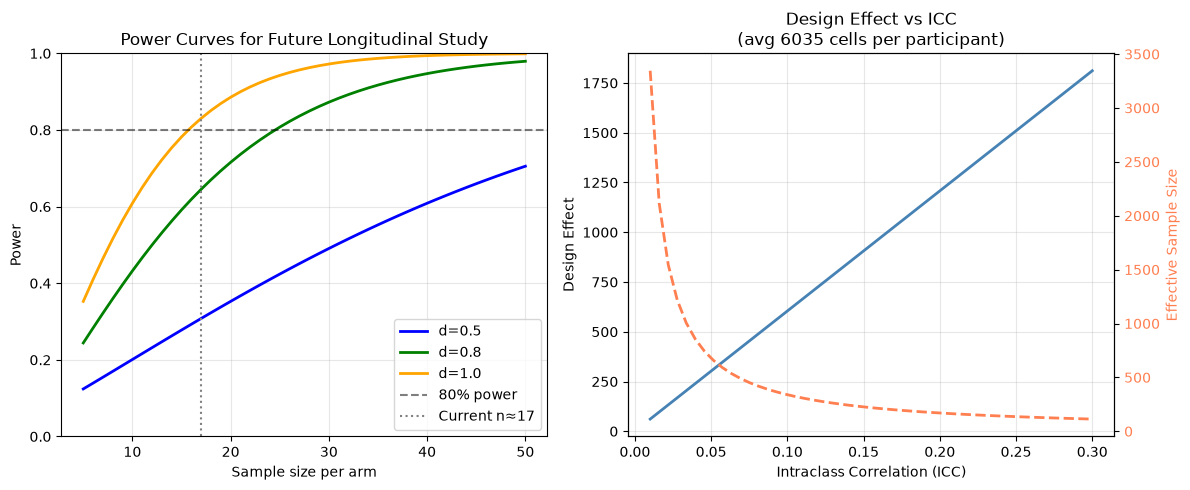 Power Curves for Future Longitudinal Study
1.0
0.8
0.6
0.4
0.2
0.0
Power
10
20
30
40
50
Sample size per arm
d=0.5
d=0.8
d=1.0
80% power
Current n≈17
Design Effect vs ICC
(avg 6035 cells per participant)
1750
1500
1250
1000
750
500
250
0
Design Effect
0.00
0.05
0.10
0.15
0.20
0.25
0.30
Intraclass Correlation (ICC)
3500
3000
2500
2000
1500
1000
500
0
Effective Sample Size